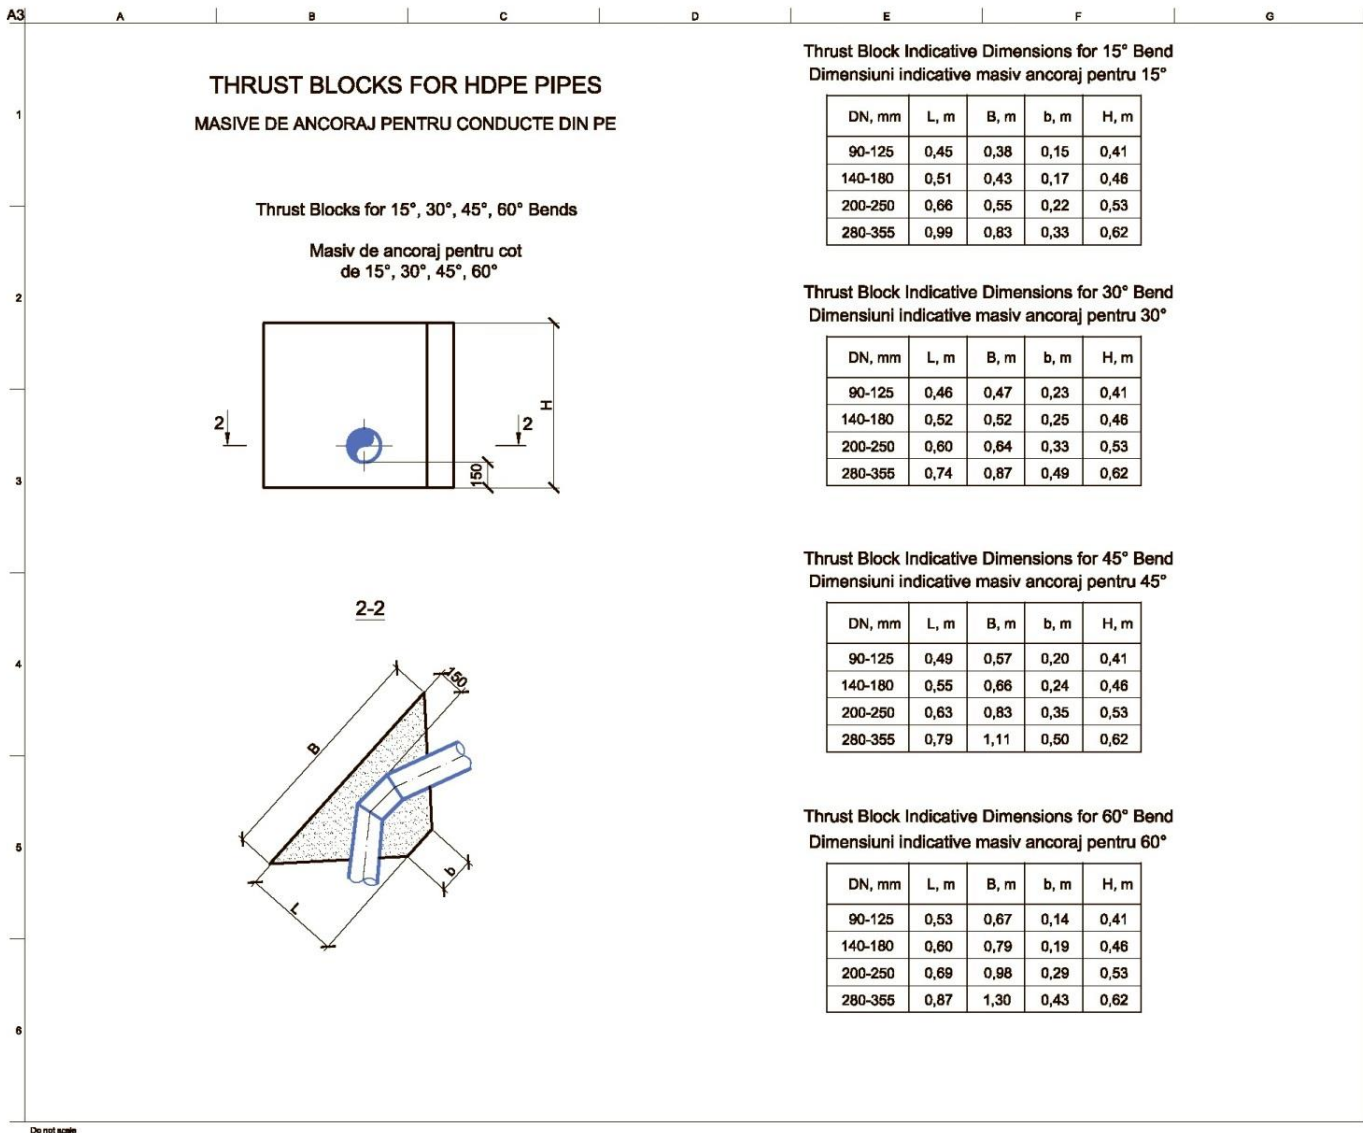 A3 A B C D E F G
1
2
3
4
5
6
THRUST BLOCKS FOR HDPE PIPES
MASIVE DE ANCORAJ PENTRU CONDUCTE DIN PE
Thrust Blocks for 15°, 30°, 45°, 60° Bends
Masiv de ancoraj pentru cot
de 15°, 30°, 45°, 60°
2 2
H
150
2-2
150
B
b
L
Thrust Block Indicative Dimensions for 15° Bend
Dimensiuni indicative masiv ancoraj pentru 15°
DN, mm L, m B, m b, m H, m
90-125 0,45 0,38 0,15 0,41
140-180 0,51 0,43 0,17 0,46
200-250 0,66 0,55 0,22 0,53
280-355 0,99 0,83 0,33 0,62
Thrust Block Indicative Dimensions for 30° Bend
Dimensiuni indicative masiv ancoraj pentru 30°
DN, mm L, m B, m b, m H, m
90-125 0,46 0,47 0,23 0,41
140-180 0,52 0,52 0,25 0,46
200-250 0,60 0,64 0,33 0,53
280-355 0,74 0,87 0,49 0,62
Thrust Block Indicative Dimensions for 45° Bend
Dimensiuni indicative masiv ancoraj pentru 45°
DN, mm L, m B, m b, m H, m
90-125 0,49 0,57 0,20 0,41
140-180 0,55 0,66 0,24 0,46
200-250 0,63 0,83 0,35 0,53
280-355 0,79 1,11 0,50 0,62
Thrust Block Indicative Dimensions for 60° Bend
Dimensiuni indicative masiv ancoraj pentru 60°
DN, mm L, m B, m b, m H, m
90-125 0,53 0,67 0,14 0,41
140-180 0,60 0,79 0,19 0,46
200-250 0,69 0,98 0,29 0,53
280-355 0,87 1,30 0,43 0,62
Do not scale